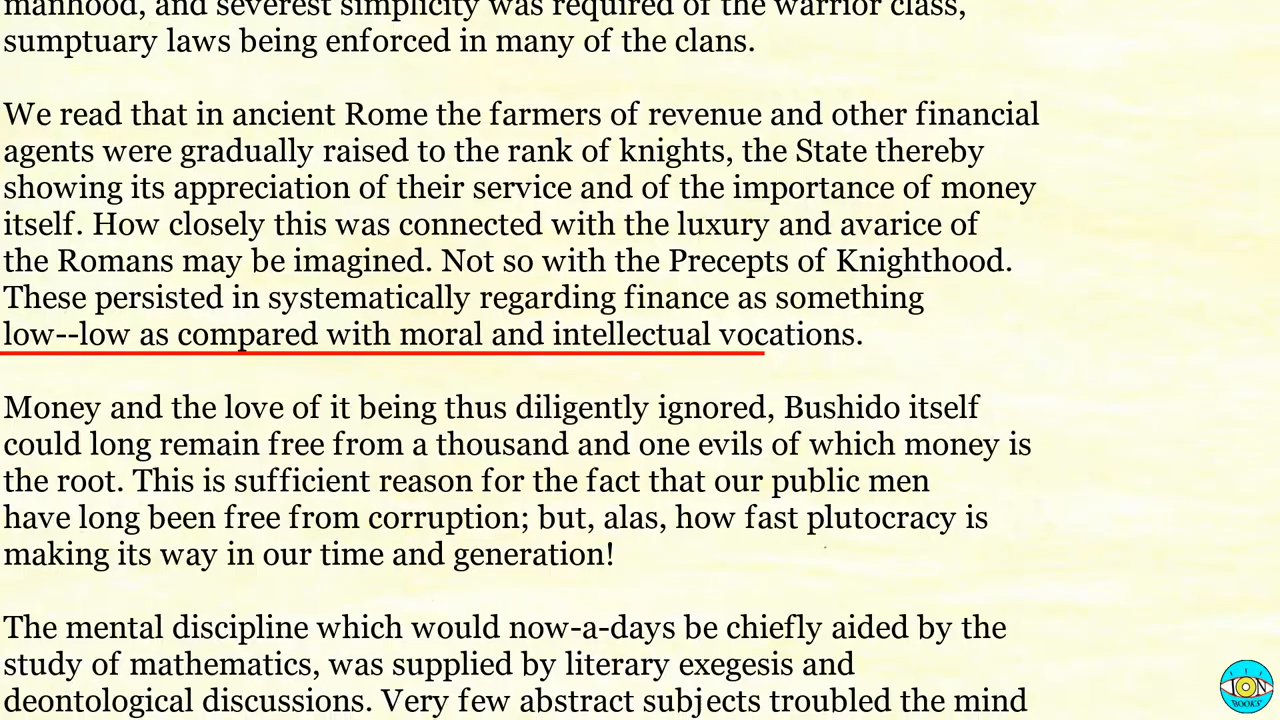 manhood, and severest simplicity was required of the warrior class,
sumptuary laws being enforced in many of the clans.
We read that in ancient Rome the farmers of revenue and other financial
agents were gradually raised to the rank of knights, the State thereby
showing its appreciation of their service and of the importance of money
itself. How closely this was connected with the luxury and avarice of
the Romans may be imagined. Not so with the Precepts of Knighthood.
These persisted in systematically regarding finance as something
low--low as compared with moral and intellectual vocations.
Money and the love of it being thus diligently ignored, Bushido itself
could long remain free from a thousand and one evils of which money is
the root. This is sufficient reason for the fact that our public men
have long been free from corruption; but, alas, how fast plutocracy is
making its way in our time and generation!
The mental discipline which would now-a-days be chiefly aided by the
study of mathematics, was supplied by literary exegesis and
deontological discussions. Very few abstract subjects troubled the mind
ION
BOOKS